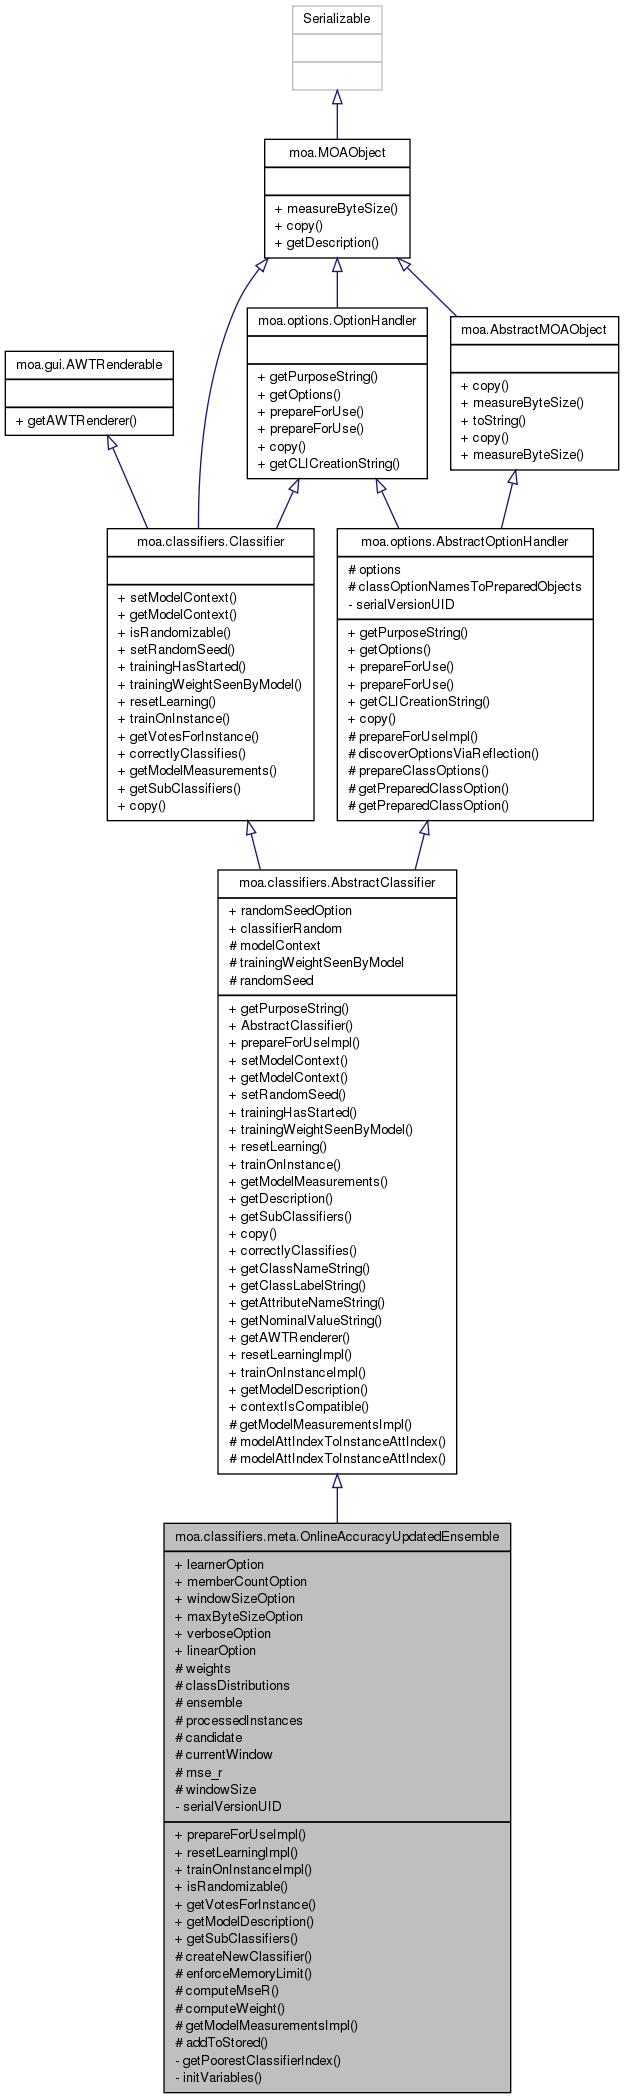 Serializable
moa.MOAObject
+ measureByteSize()
+ copy()
+ getDescription()
moa.options.OptionHandler
+ getPurposeString()
+ getOptions()
+ prepareForUse()
+ prepareForUse()
+ copy()
+ getCLICreationString()
moa.AbstractMOAObject
+ copy()
+ measureByteSize()
+ toString()
+ copy()
+ measureByteSize()
moa.gui.AWTRenderable
+ getAWTRenderer()
moa.classifiers.Classifier
+ setModelContext()
+ getModelContext()
+ isRandomizable()
+ setRandomSeed()
+ trainingHasStarted()
+ trainingWeightSeenByModel()
+ resetLearning()
+ trainOnInstance()
+ getVotesForInstance()
+ correctlyClassifies()
+ getModelMeasurements()
+ getSubClassifiers()
+ copy()
moa.options.AbstractOptionHandler
# options
# classOptionNamesToPreparedObjects
- serialVersionUID
+ getPurposeString()
+ getOptions()
+ prepareForUse()
+ prepareForUse()
+ getCLICreationString()
+ copy()
# prepareForUseImpl()
# discoverOptionsViaReflection()
# prepareClassOptions()
# getPreparedClassOption()
# getPreparedClassOption()
moa.classifiers.AbstractClassifier
+ randomSeedOption
+ classifierRandom
# modelContext
# trainingWeightSeenByModel
# randomSeed
+ getPurposeString()
+ AbstractClassifier()
+ prepareForUseImpl()
+ setModelContext()
+ getModelContext()
+ setRandomSeed()
+ trainingHasStarted()
+ trainingWeightSeenByModel()
+ resetLearning()
+ trainOnInstance()
+ getModelMeasurements()
+ getDescription()
+ getSubClassifiers()
+ copy()
+ correctlyClassifies()
+ getClassNameString()
+ getClassLabelString()
+ getAttributeNameString()
+ getNominalValueString()
+ getAWTRenderer()
+ resetLearningImpl()
+ trainOnInstanceImpl()
+ getModelDescription()
+ contextIsCompatible()
# getModelMeasurementsImpl()
# modelAttIndexToInstanceAttIndex()
# modelAttIndexToInstanceAttIndex()
moa.classifiers.meta.OnlineAccuracyUpdatedEnsemble
+ learnerOption
+ memberCountOption
+ windowSizeOption
+ maxByteSizeOption
+ verboseOption
+ linearOption
# weights
# classDistributions
# ensemble
# processedInstances
# candidate
# currentWindow
# mse_r
# windowSize
- serialVersionUID
+ prepareForUseImpl()
+ resetLearningImpl()
+ trainOnInstanceImpl()
+ isRandomizable()
+ getVotesForInstance()
+ getModelDescription()
+ getSubClassifiers()
# createNewClassifier()
# enforceMemoryLimit()
# computeMseR()
# computeWeight()
# getModelMeasurementsImpl()
# addToStored()
- getPoorestClassifierIndex()
- initVariables()